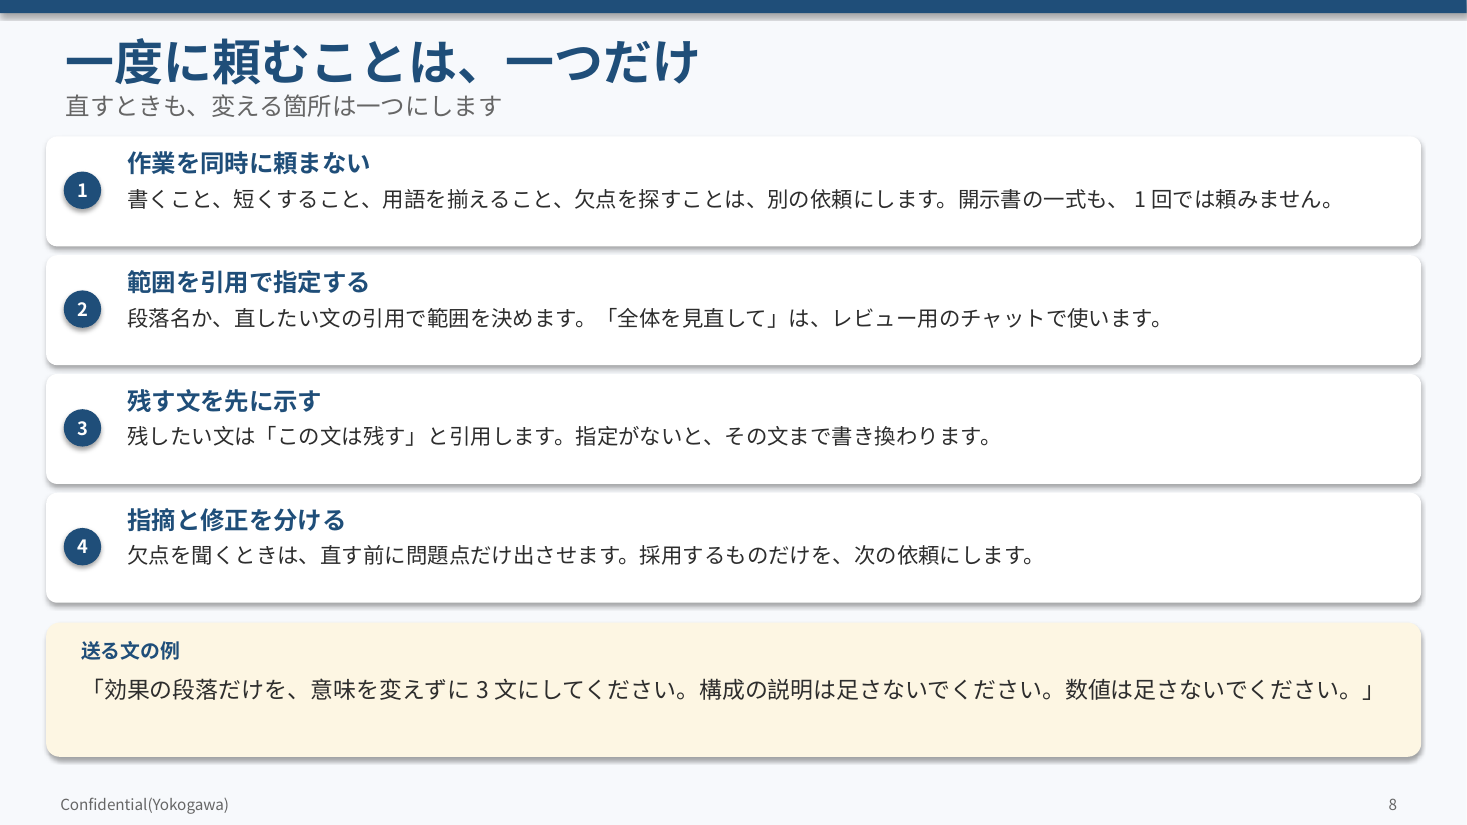 一度に頼むことは、一つだけ
直すときも、変える箇所は一つにします
1
作業を同時に頼まない
書くこと、短くすること、用語を揃えること、欠点を探すことは、別の依頼にします。開示書の一式も、 1 回では頼みません。
2
範囲を引用で指定する
段落名か、直したい文の引用で範囲を決めます。「全体を見直して」は、レビュー用のチャットで使います。
3
残す文を先に示す
残したい文は「この文は残す」と引用します。指定がないと、その文まで書き換わります。
4
指摘と修正を分ける
欠点を聞くときは、直す前に問題点だけ出させます。採用するものだけを、次の依頼にします。
送る文の例
「効果の段落だけを、意味を変えずに 3 文にしてください。構成の説明は足さないでください。数値は足さないでください。」
Confidential(Yokogawa)
8